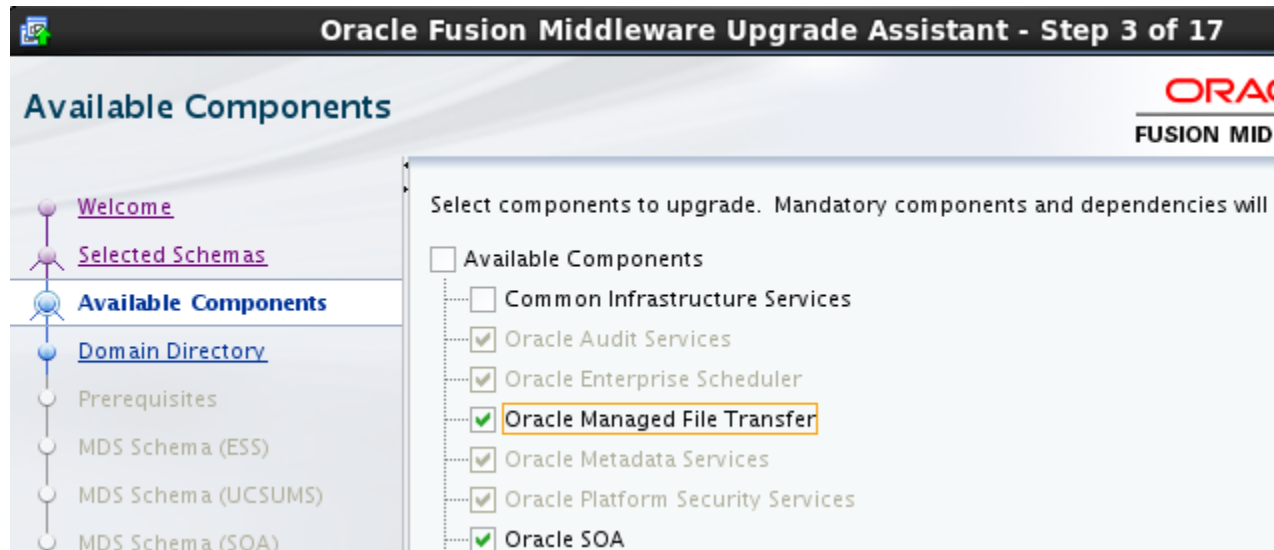 Oracle Fusion Middleware Upgrade Assistant - Step 3 of 17
Available Components
FUSION MID
Welcome
Selected Schemas
Available Components
Domain Directory
Prerequisites
MDS Schema (ESS)
MDS Schema (UCSUMS)
MDS Schema (SOA)
Select components to upgrade. Mandatory components and dependencies will
Available Components
Common Infrastructure Services
Oracle Audit Services
Oracle Enterprise Scheduler
Oracle Managed File Transfer
Oracle Metadata Services
Oracle Platform Security Services
Oracle SOA